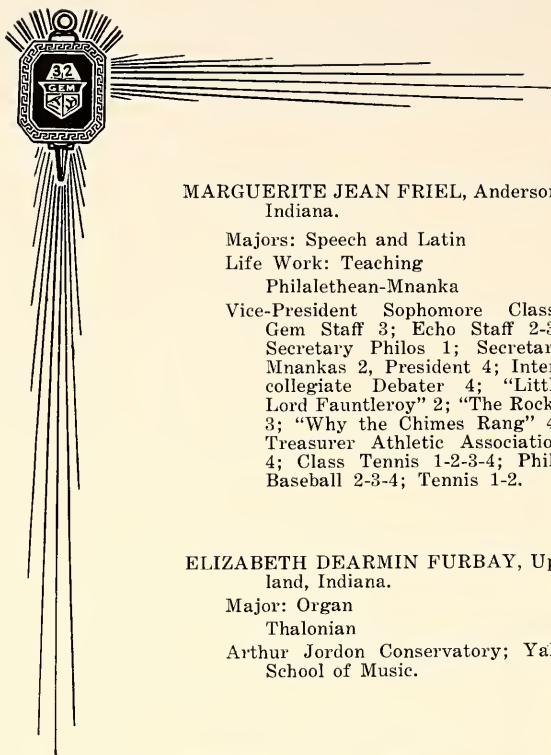 32
GEM
MARGUERITE JEAN FRIEL, Anderson
Indiana.
Majors: Speech and Latin
Life Work: Teaching
Philalethean-Mnanka
Vice-President Sophomore Class
Gem Staff 3; Echo Staff 2-3
Secretary Philos 1; Secretar
Mnankas 2, President 4; Inter
collegiate Debater 4; "Littl
Lord Fauntleroy" 2; "The Rock
3; "Why the Chimes Rang" 4
Treasurer Athletic Associatio
4; Class Tennis 1-2-3-4; Phil
Baseball 2-3-4; Tennis 1-2.
ELIZABETH DEARMIN FURBAY, Up
land, Indiana.
Major: Organ
Thalonian
Arthur Jordon Conservatory; Yal
School of Music.